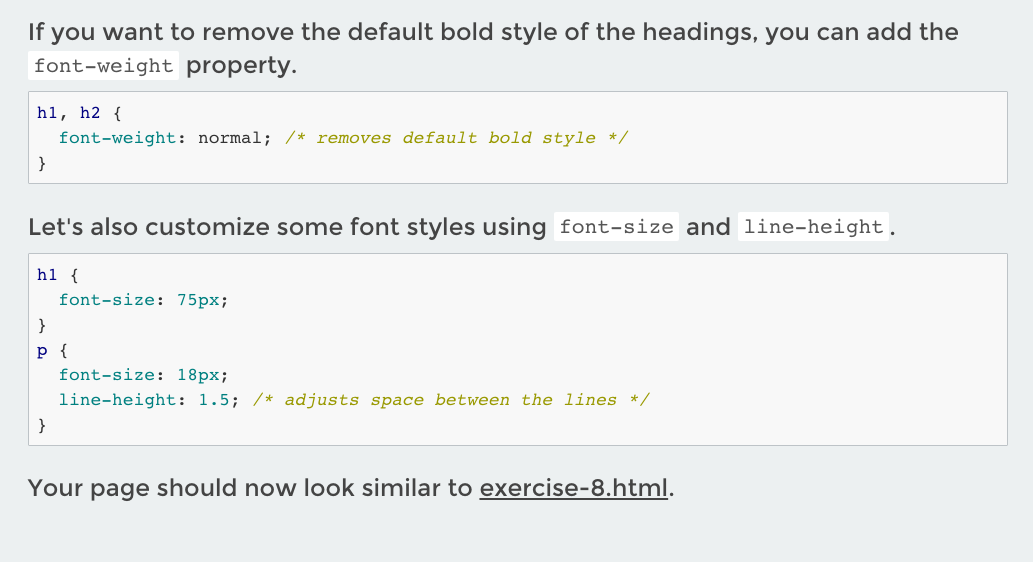 If you want to remove the default bold style of the headings, you can add the
font-weight property.
h1, h2 {
  font-weight: normal; /* removes default bold style */
}
Let's also customize some font styles using font-size and line-height.
h1 {
  font-size: 75px;
}
p {
  font-size: 18px;
  line-height: 1.5; /* adjusts space between the lines */
}
Your page should now look similar to exercise-8.html.